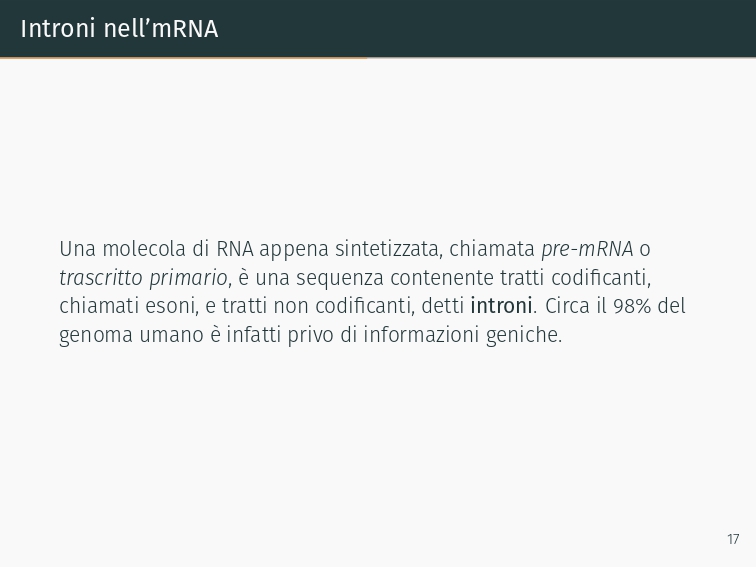 Introni nell’mRNA
Una molecola di RNA appena sintetizzata, chiamata pre-mRNA o
trascritto primario, è una sequenza contenente tratti codificanti,
chiamati esoni, e tratti non codificanti, detti introni. Circa il 98% del
genoma umano è infatti privo di informazioni geniche.
17